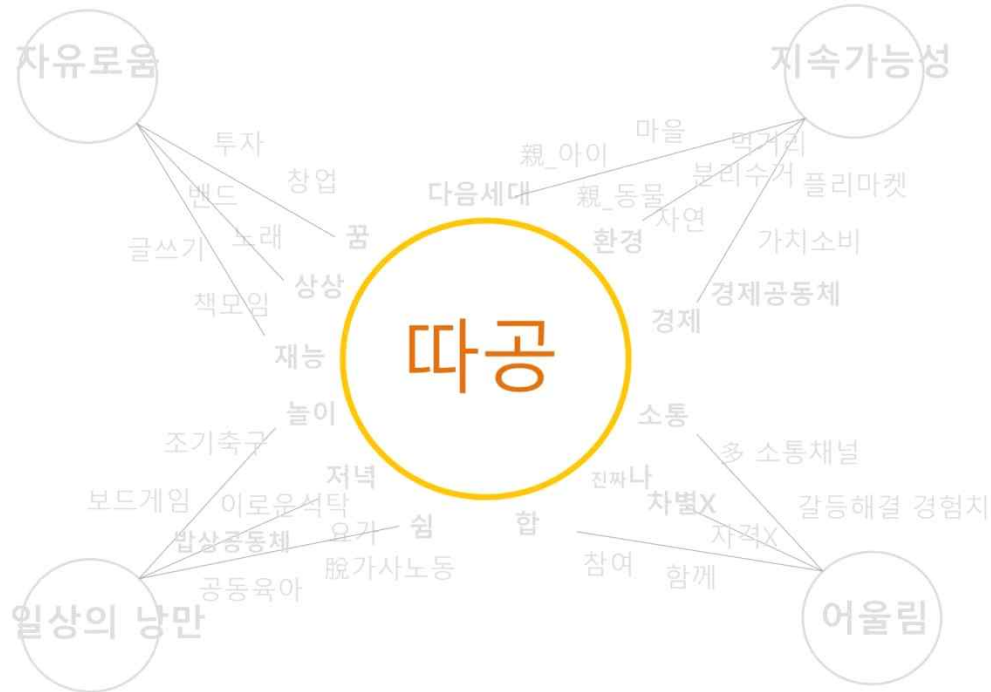 자유로움
지속가능성
투자
창업
밴드
노래
글쓰기
책모임
꿈
상상
재능
마을
親_아이
먹거리
분리수거
親_동물
자연
플리마켓
가치소비
다음세대
환경
경제공동체
경제
따공
놀이
조기축구
저녁
보드게임
이로운식탁
밥상공동체
요가
쉼
脫가사노동
공동육아
일상의 낭만
소통
多 소통채널
진짜나
차별X
갈등해결 경험치
자격X
합
참여
함께
어울림